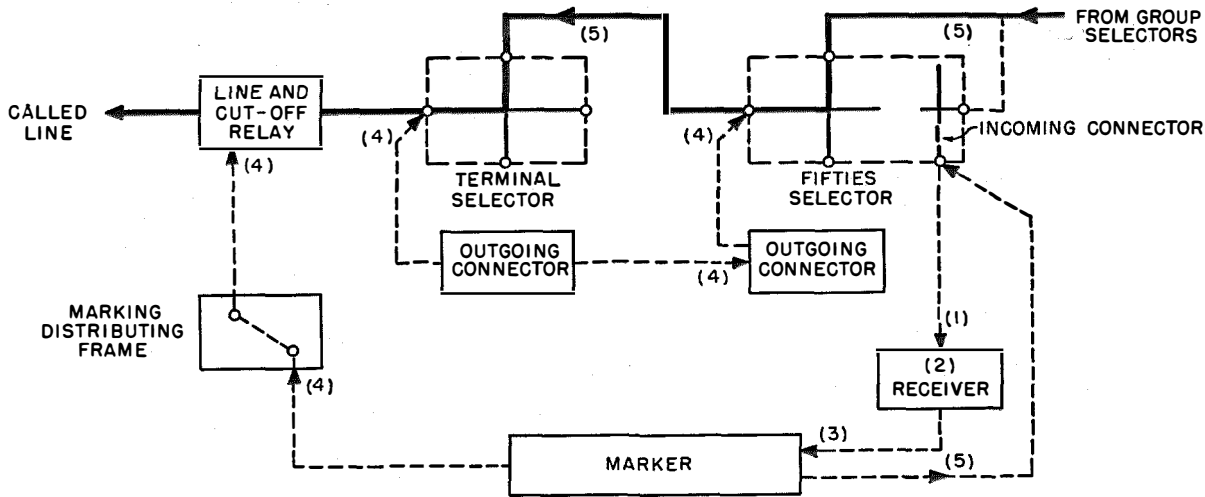 FROM GROUP
SELECTORS
(5)
(5)
LINE AND
CUT-OFF
RELAY
CALLED
LINE
(4)
(4)
(4)
INCOMING CONNECTOR
TERMINAL
SELECTOR
FIFTIES
SELECTOR
OUTGOING
CONNECTOR
(4)
OUTGOING
CONNECTOR
MARKING
DISTRIBUTING
FRAME
(4)
(1)
(2)
RECEIVER
(3)
MARKER
(5)